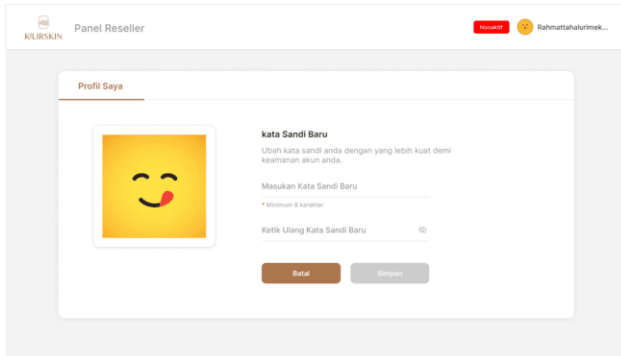 KLIRSKIN
Panel Reseller
Nonaktif
Rahmattahalurimek...
Profil Saya
kata Sandi Baru
Ubah kata sandi anda dengan yang lebih kuat demi
keamanan akun anda.
Masukan Kata Sandi Baru
* Minimum 8 karakter
Ketik Ulang Kata Sandi Baru
Batal
Simpan